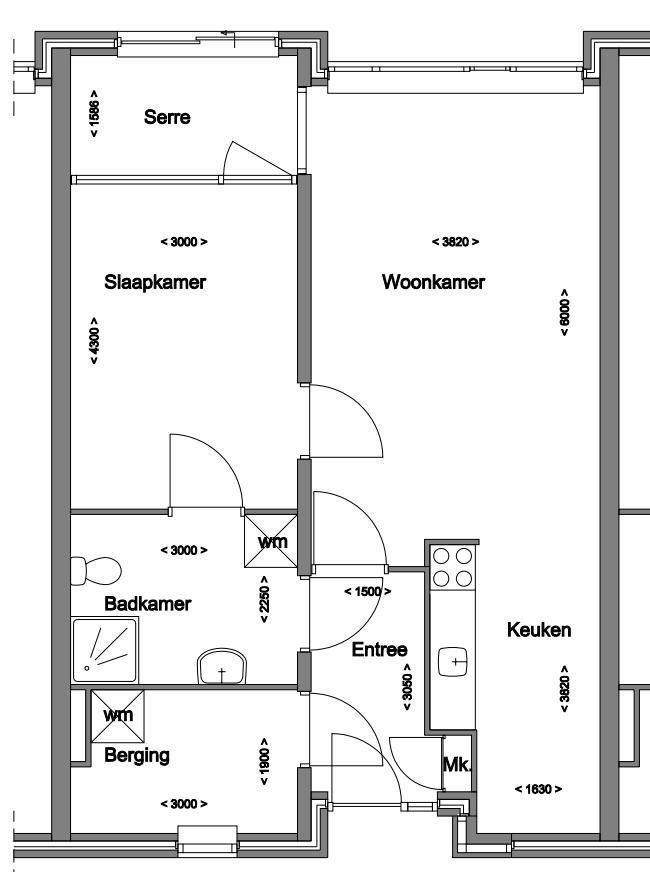 < 1586 >
Serre
< 3000 >
< 3820 >
Slaapkamer
Woonkamer
< 4300 >
< 6000 >
wm
< 3000 >
< 2250 >
< 1500 >
Badkamer
Keuken
Entree
< 3050 >
< 3820 >
wm
Berging
< 1900 >
Mk.
< 1630 >
< 3000 >